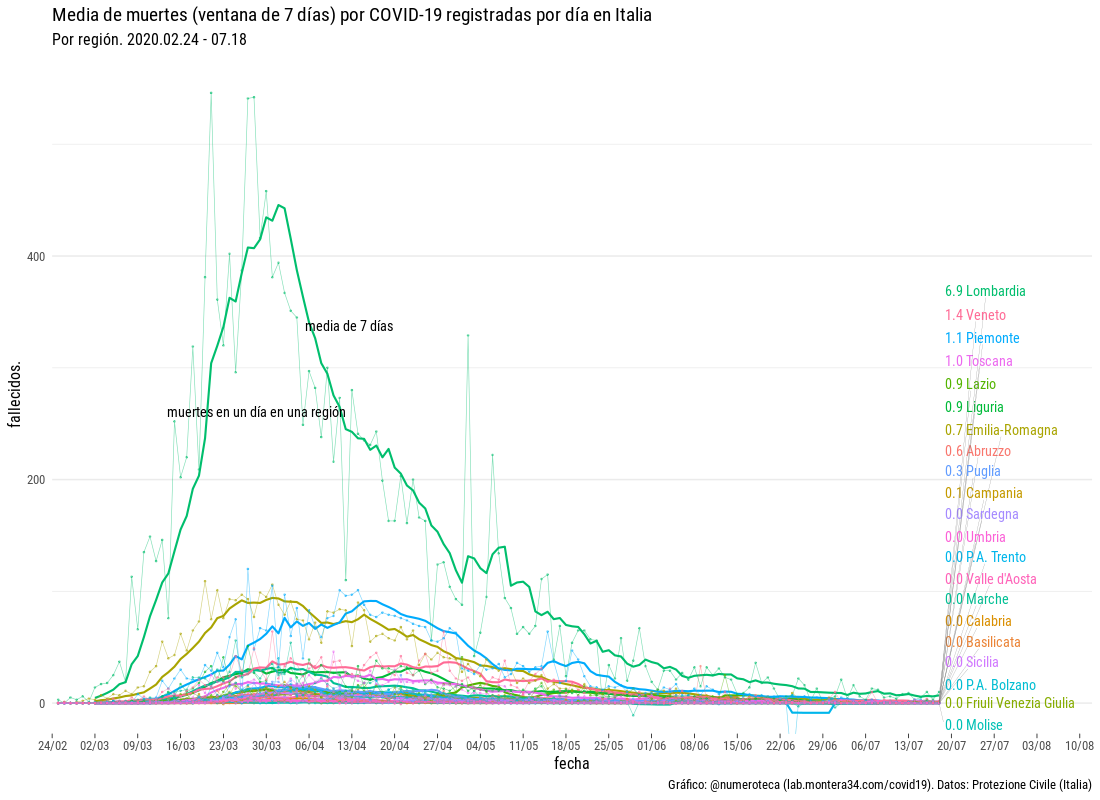 Media de muertes (ventana de 7 días) por COVID-19 registradas por día en Italia
Por región. 2020.02.24 - 07.18
fallecidos.
400
200
0
media de 7 días
muertes en un día en una región
6.9 Lombardia
1.4 Veneto
1.1 Piemonte
1.0 Toscana
0.9 Lazio
0.9 Liguria
0.7 Emilia-Romagna
0.6 Abruzzo
0.3 Puglia
0.1 Campania
0.0 Sardegna
0.0 Umbria
0.0 P.A. Trento
0.0 Valle d'Aosta
0.0 Marche
0.0 Calabria
0.0 Basilicata
0.0 Sicilia
0.0 P.A. Bolzano
0.0 Friuli Venezia Giulia
0.0 Molise
24/02 02/03 09/03 16/03 23/03 30/03 06/04 13/04 20/04 27/04 04/05 11/05 18/05 25/05 01/06 08/06 15/06 22/06 29/06 06/07 13/07 20/07 27/07 03/08 10/08
fecha
Gráfico: @numeroteca (lab.montera34.com/covid19). Datos: Protezione Civile (Italia)